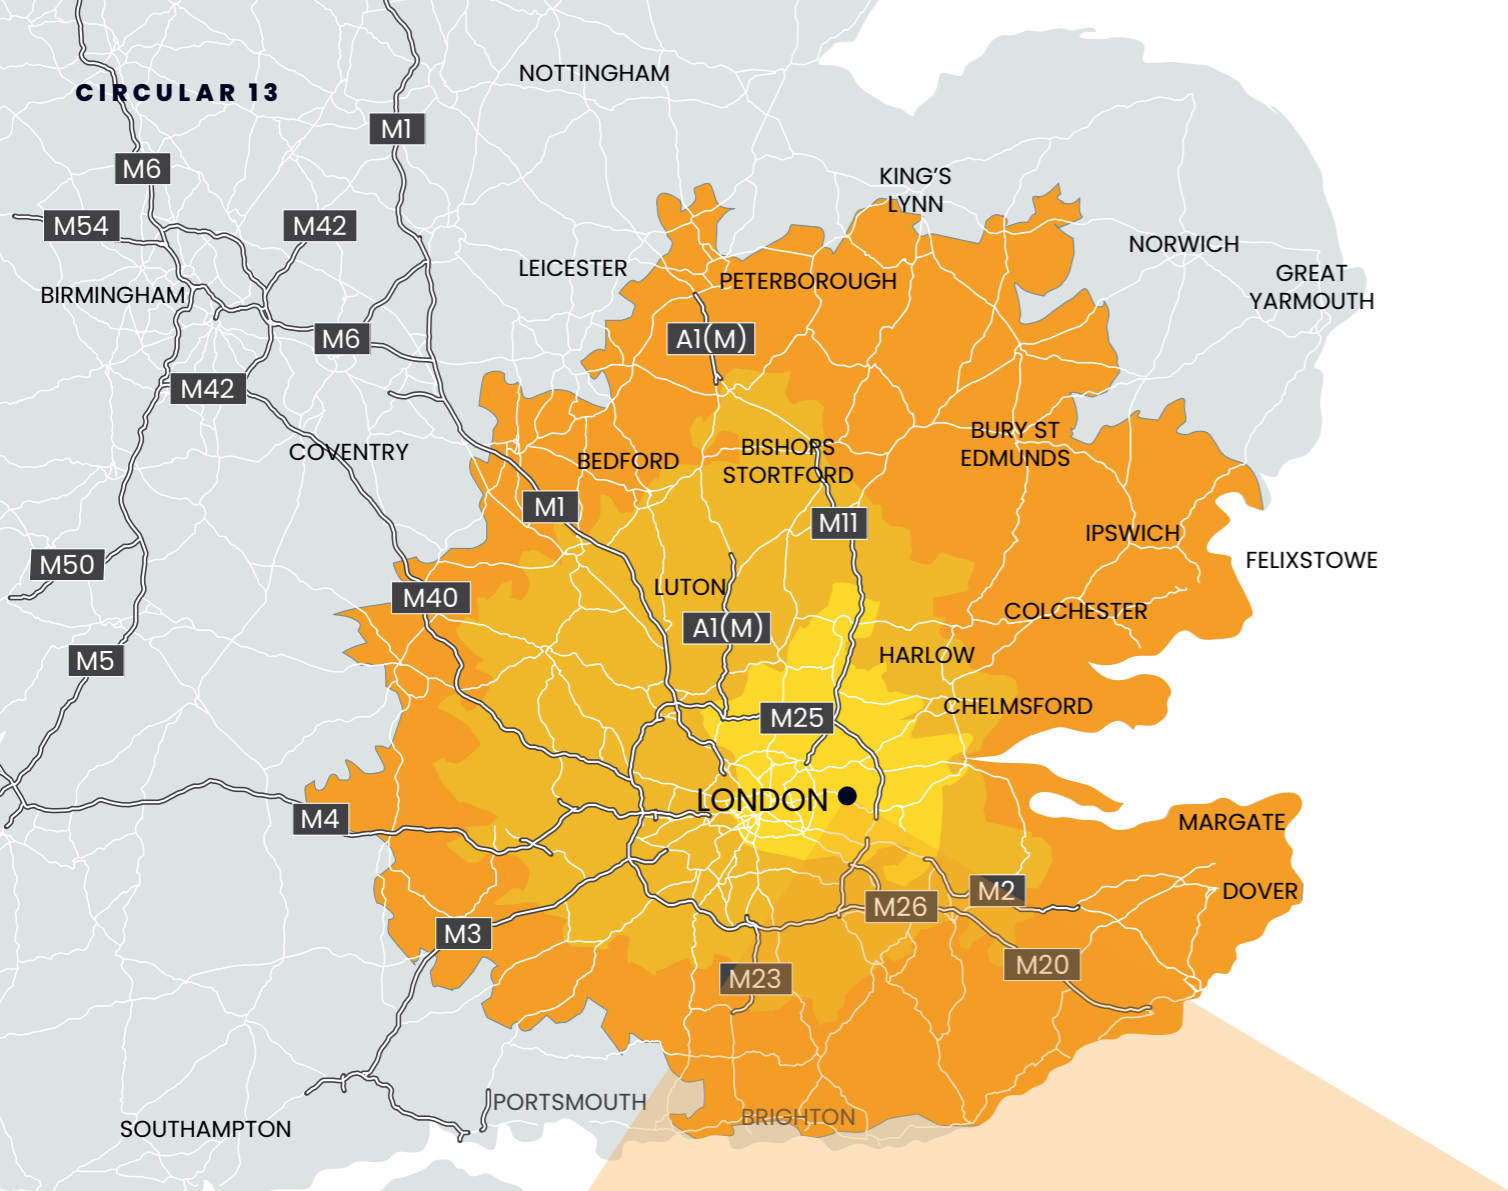 NOTTINGHAM
CIRCULAR 13
M1
M6
KING'S
LYNN
M54
M42
NORWICH
LEICESTER
GREAT
YARMOUTH
PETERBOROUGH
BIRMINGHAM
M6
A1(M)
M42
BURY ST
EDMUNDS
COVENTRY
BISHOPS
STORTFORD
BEDFORD
M1
M11
IPSWICH
FELIXSTOWE
M50
LUTON
M40
COLCHESTER
A1(M)
HARLOW
M5
CHELMSFORD
M25
LONDON
M4
MARGATE
M2
DOVER
M26
M3
M20
M23
PORTSMOUTH
BRIGHTON
SOUTHAMPTON